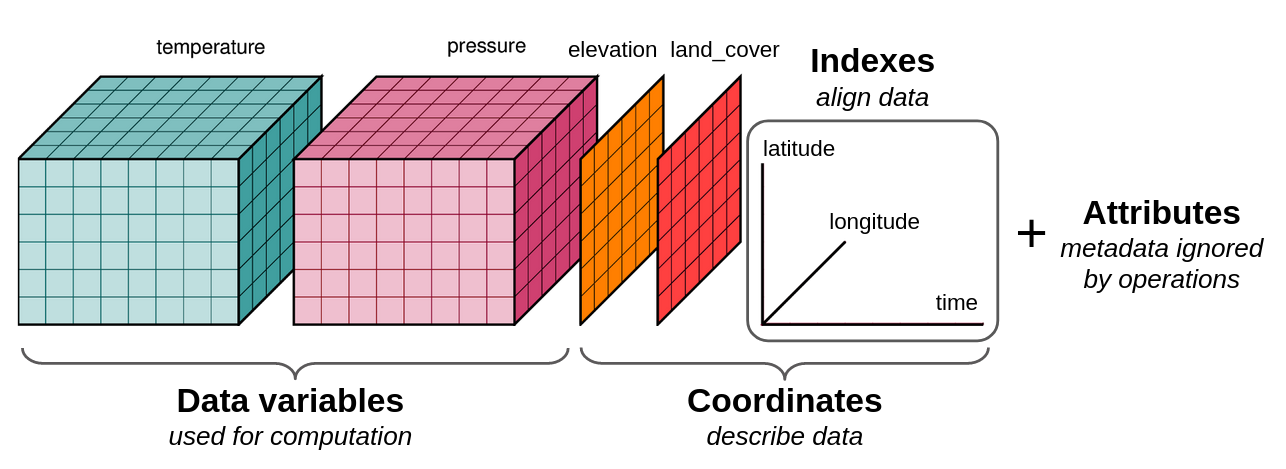 temperature
pressure
elevation
land_cover
Indexes
align data
latitude
longitude
time
+
Attributes
metadata ignored
by operations
Data variables
used for computation
Coordinates
describe data